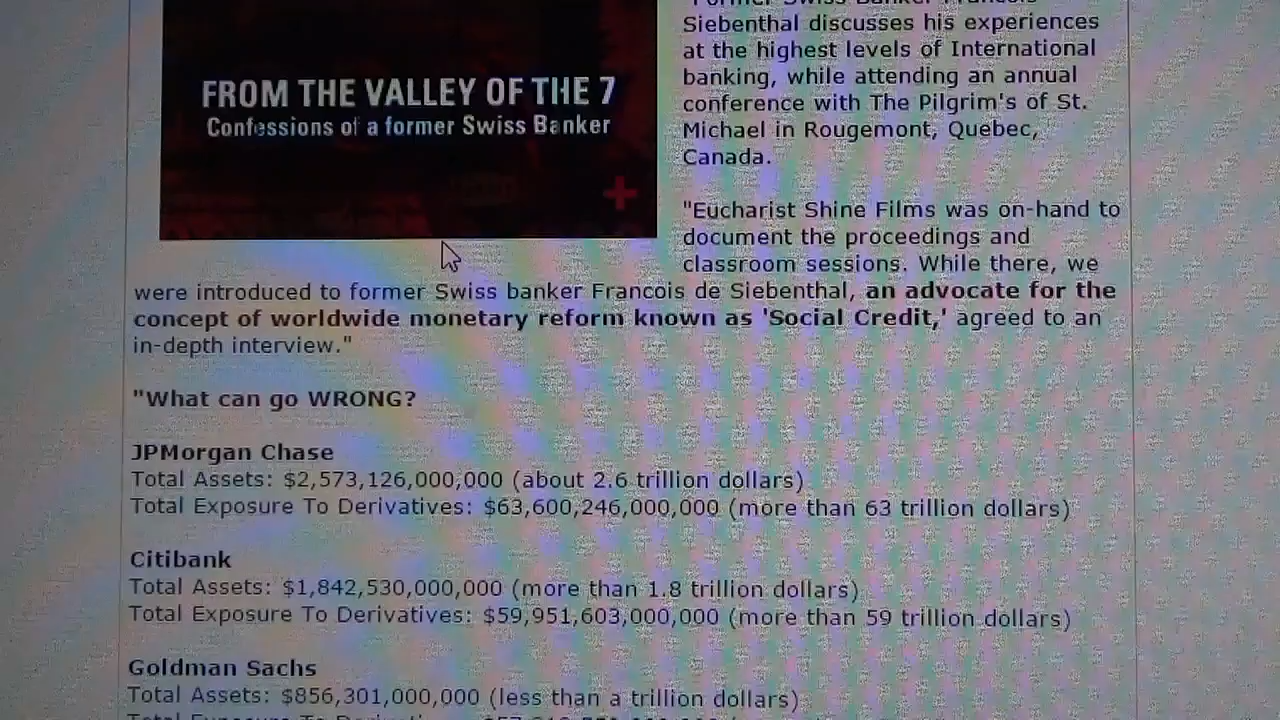 FROM THE VALLEY OF THE 7
Confessions of a former Swiss Banker
Former Swiss Banker Francois
Siebenthal discusses his experiences
at the highest levels of International
banking, while attending an annual
conference with The Pilgrim's of St.
Michael in Rougemont, Quebec,
Canada.
"Eucharist Shine Films was on-hand to
document the proceedings and
classroom sessions. While there, we
were introduced to former Swiss banker Francois de Siebenthal, an advocate for the
concept of worldwide monetary reform known as 'Social Credit,' agreed to an
in-depth interview."
"What can go WRONG?
JPMorgan Chase
Total Assets: $2,573,126,000,000 (about 2.6 trillion dollars)
Total Exposure To Derivatives: $63,600,246,000,000 (more than 63 trillion dollars)
Citibank
Total Assets: $1,842,530,000,000 (more than 1.8 trillion dollars)
Total Exposure To Derivatives: $59,951,603,000,000 (more than 59 trillion dollars)
Goldman Sachs
Total Assets: $856,301,000,000 (less than a trillion dollars)